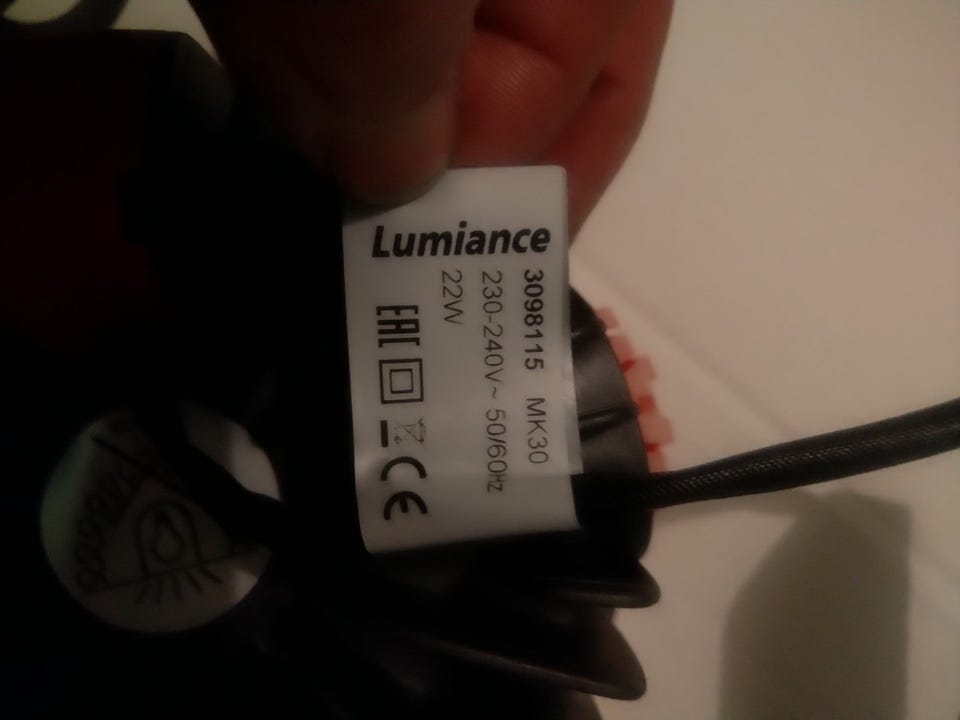 Lumiance
3098115 MK30
230-240V~ 50/60Hz
22W
EAC
CE